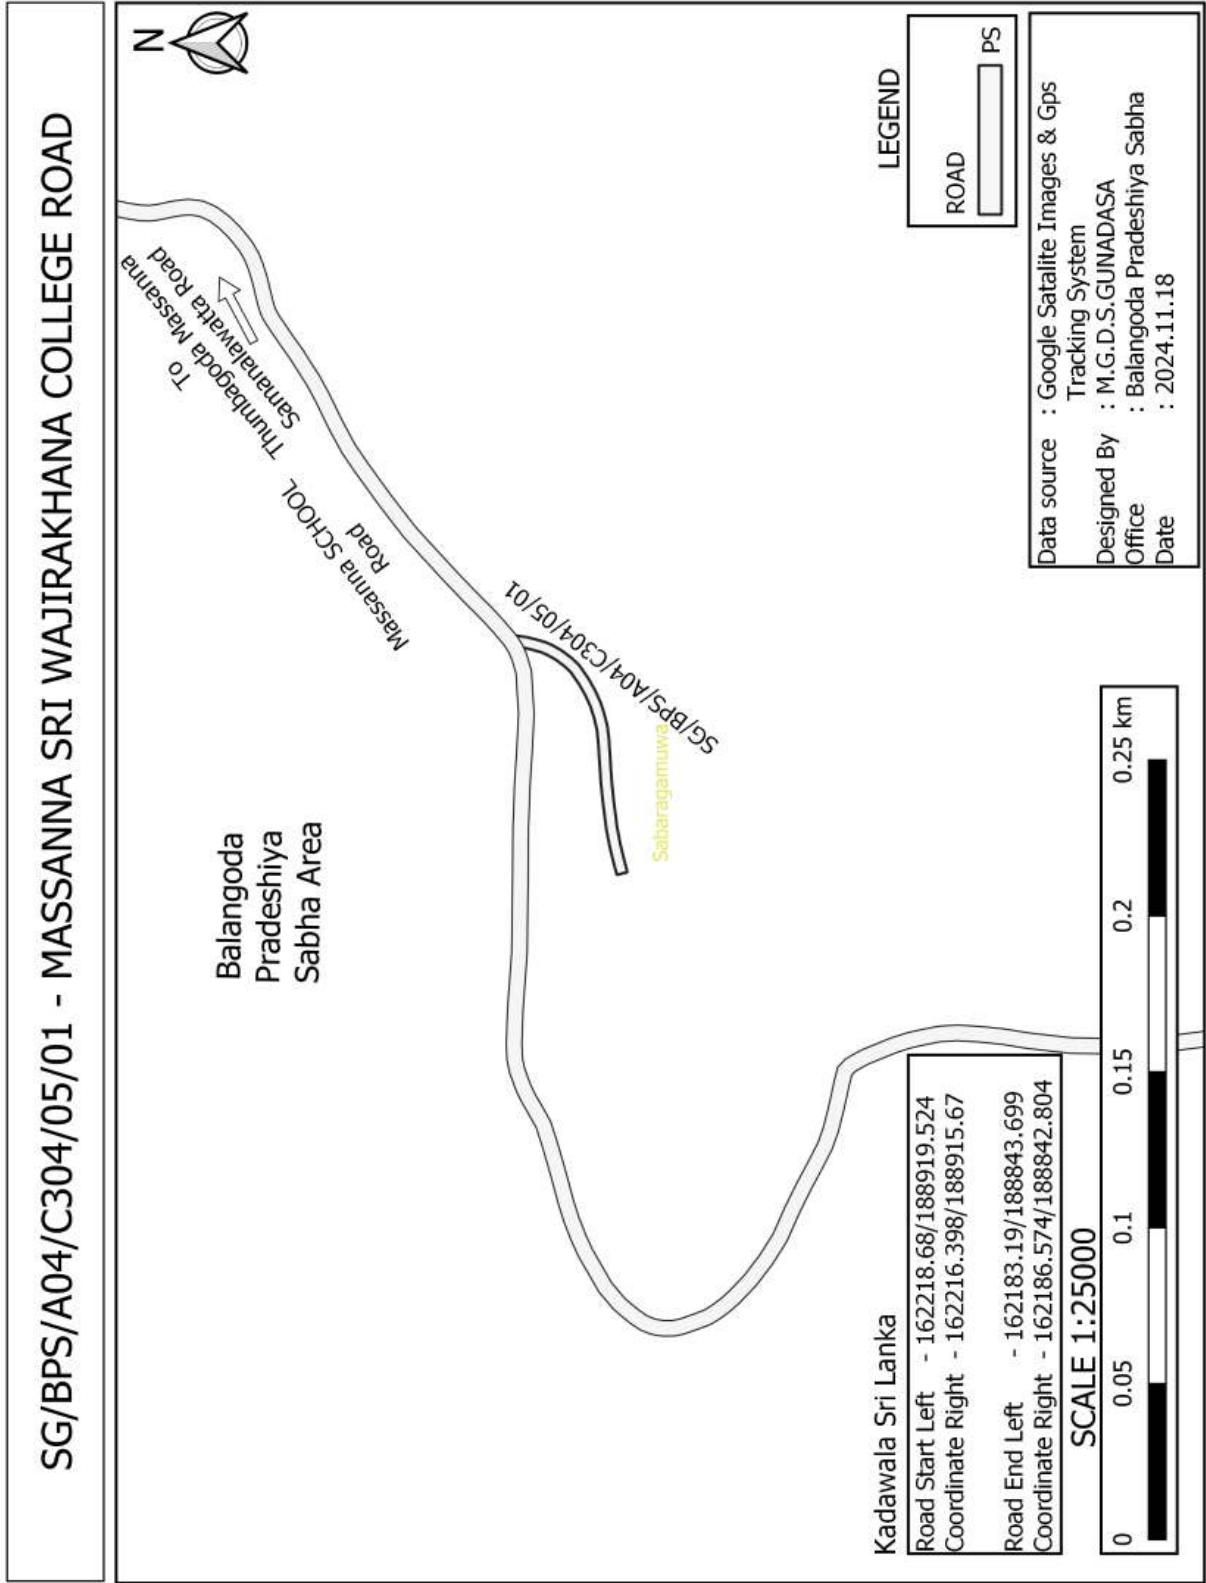 SG/BPS/A04/C304/05/01 - MASSANNA SRI WAJIRAKHANA COLLEGE ROAD
N
To
Thumbagoda Massanna
Samanalawatta Road
Massanna SCHOOL
Road
Balangoda
Pradeshiya
Sabha Area
SG/BPS/A04/C304/05/01
Sabaragamuwa
Kadawala Sri Lanka
Road Start Left - 162218.68/188919.524
Coordinate Right - 162216.398/188915.67
Road End Left - 162183.19/188843.699
Coordinate Right - 162186.574/188842.804
SCALE 1:25000
0 0.05 0.1 0.15 0.2 0.25 km
LEGEND
ROAD
PS
Data source : Google Satalite Images & Gps
Tracking System
Designed By : M.G.D.S.GUNADASA
Office : Balangoda Pradeshiya Sabha
Date : 2024.11.18